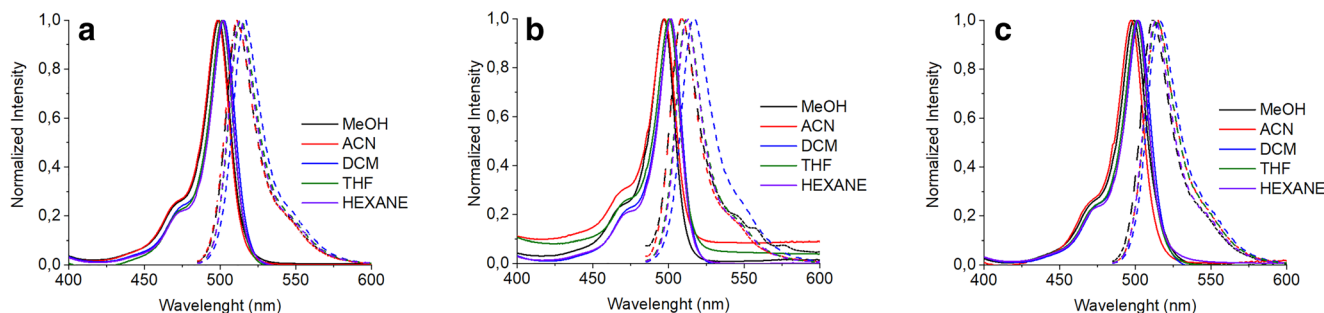 a
1,0
0,8
0,6
0,4
0,2
0,0
Normalized Intensity
MeOH
ACN
DCM
THF
HEXANE
400 450 500 550 600
Wavelenght (nm)
b
1,0
0,8
0,6
0,4
0,2
0,0
Normalized Intensity
MeOH
ACN
DCM
THF
HEXANE
400 450 500 550 600
Wavelenght (nm)
c
1,0
0,8
0,6
0,4
0,2
0,0
Normalized Intensity
MeOH
ACN
DCM
THF
HEXANE
400 450 500 550 600
Wavelenght (nm)